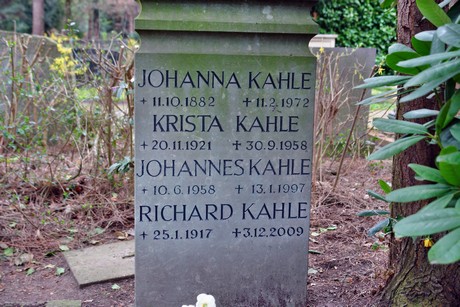 JOHANNA KAHLE
+ 11.10.1882 + 11.2.1972
KRISTA KAHLE
+ 20.11.1921 + 30.9.1958
JOHANNES KAHLE
+ 10.6.1958 + 13.1.1997
RICHARD KAHLE
+ 25.1.1917 + 3.12.2009